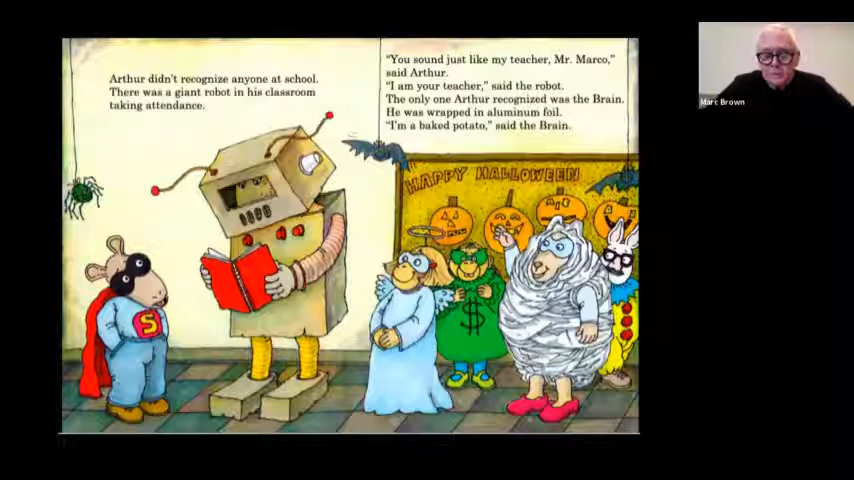 Arthur didn't recognize anyone at school.
There was a giant robot in his classroom
taking attendance.
"You sound just like my teacher, Mr. Marco,"
said Arthur.
"I am your teacher," said the robot.
The only one Arthur recognized was the Brain.
He was wrapped in aluminum foil.
"I'm a baked potato," said the Brain.
HAPPY HALLOWEEN
S
$
Marc Brown